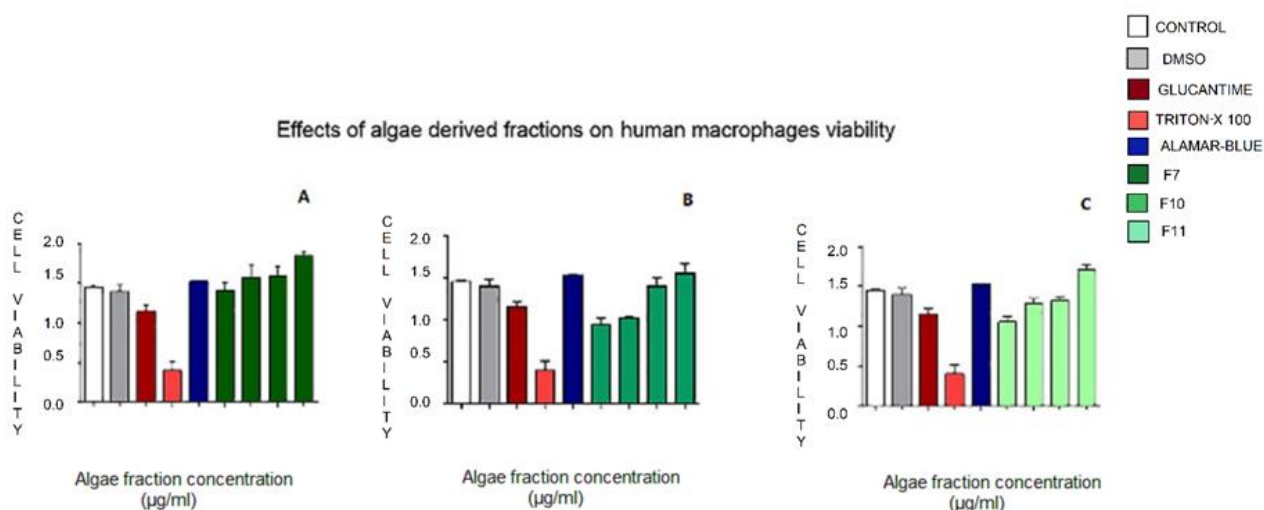 CONTROL
DMSO
GLUCANTIME
TRITON-X 100
ALAMAR-BLUE
F7
F10
F11
Effects of algae derived fractions on human macrophages viability
A
CELL VIABILITY
2.0
1.5
1.0
0.5
0.0
Algae fraction concentration
(µg/ml)
B
CELL VIABILITY
2.0
1.5
1.0
0.5
0.0
Algae fraction concentration
(µg/ml)
C
CELL VIABILITY
2.0
1.5
1.0
0.5
0.0
Algae fraction concentration
(µg/ml)